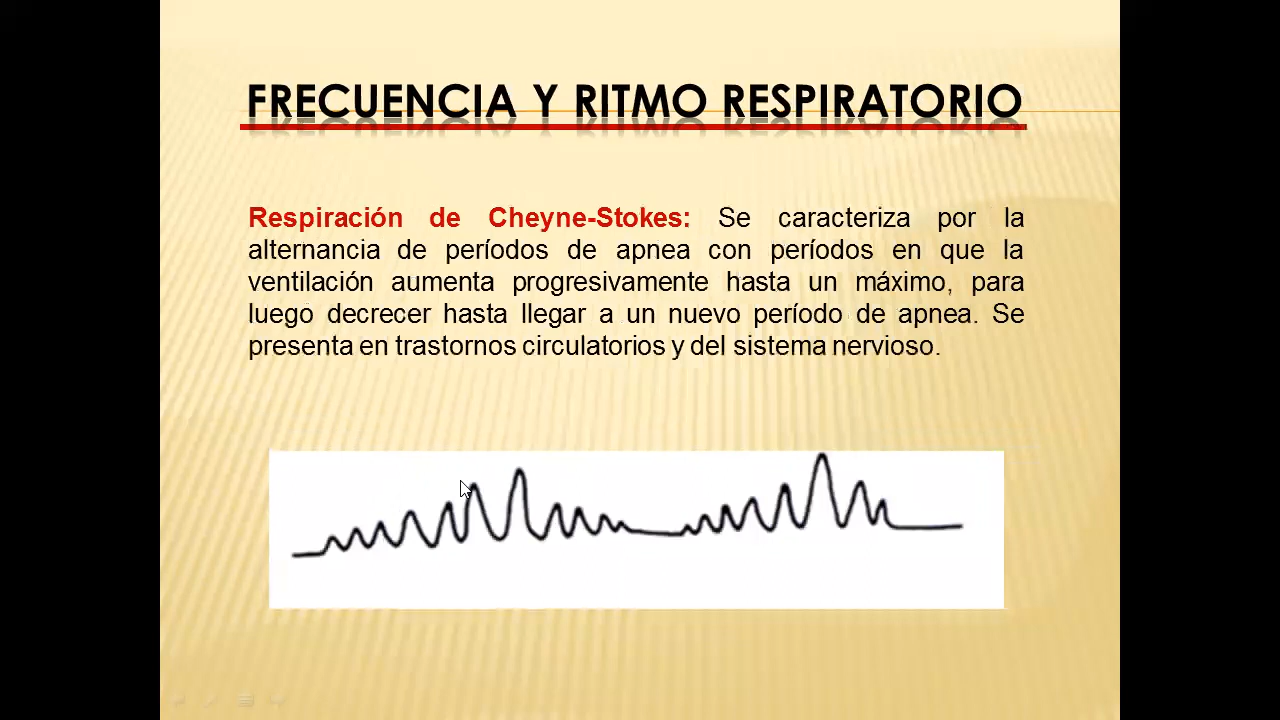 FRECUENCIA Y RITMO RESPIRATORIO
Respiración de Cheyne-Stokes: Se caracteriza por la
alternancia de períodos de apnea con períodos en que la
ventilación aumenta progresivamente hasta un máximo, para
luego decrecer hasta llegar a un nuevo período de apnea. Se
presenta en trastornos circulatorios y del sistema nervioso.